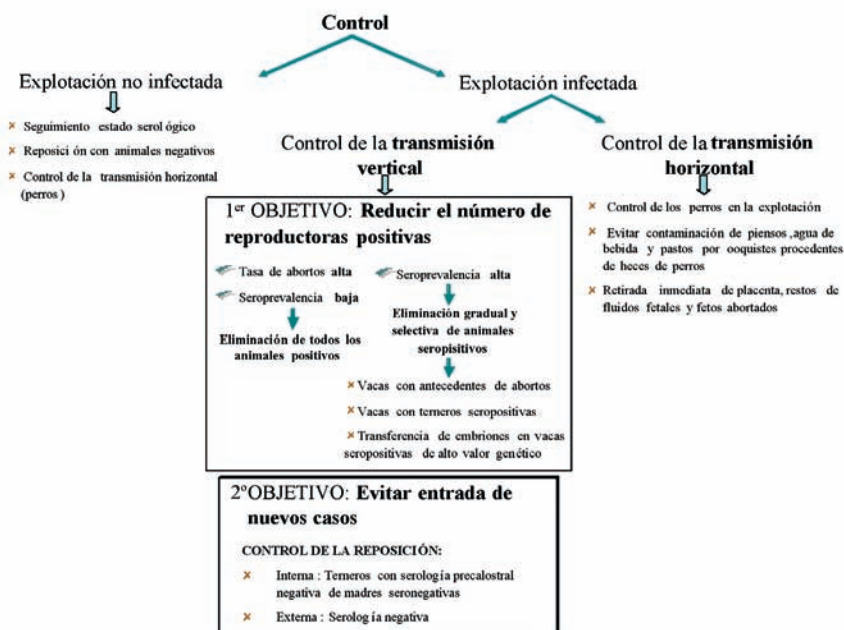 Control
Explotación no infectada
Seguimiento estado serol ógico
Reposici ón con animales negativos
Control de la transmisión horizontal
(perros )
Explotación infectada
Control de la transmisión
vertical
1er OBJETIVO: Reducir el número de
reproductoras positivas
Tasa de abortos alta
Seroprevalencia baja
Eliminación de todos los
animales positivos
Seroprevalencia alta
Eliminación gradual y
selectiva de animales
seropisitivos
Vacas con antecedentes de abortos
Vacas con terneros seropositivas
Transferencia de embriones en vacas
seropositivas de alto valor genético
2ºOBJETIVO: Evitar entrada de
nuevos casos
CONTROL DE LA REPOSICIÓN:
Interna : Terneros con serología precalostral
negativa de madres seronegativas
Externa : Serolog ía negativa
Control de la transmisión
horizontal
Control de los perros en la explotación
Evitar contaminación de piensos ,agua de
bebida y pastos por ooquistes procedentes
de heces de perros
Retirada inmediata de placenta, restos de
fluidos fetales y fetos abortados